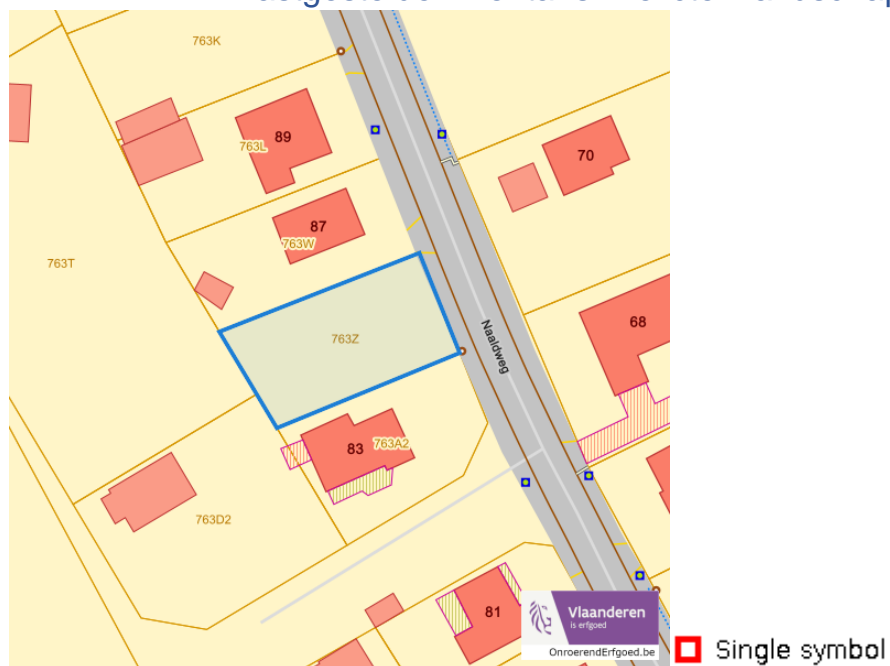 763K
89
763L
70
87
763W
763T
68
763Z
Naaldweg
83
763A2
763D2
81
Vlaanderen
is erfgoed
OnroerendErfgoed.be
Single symbol